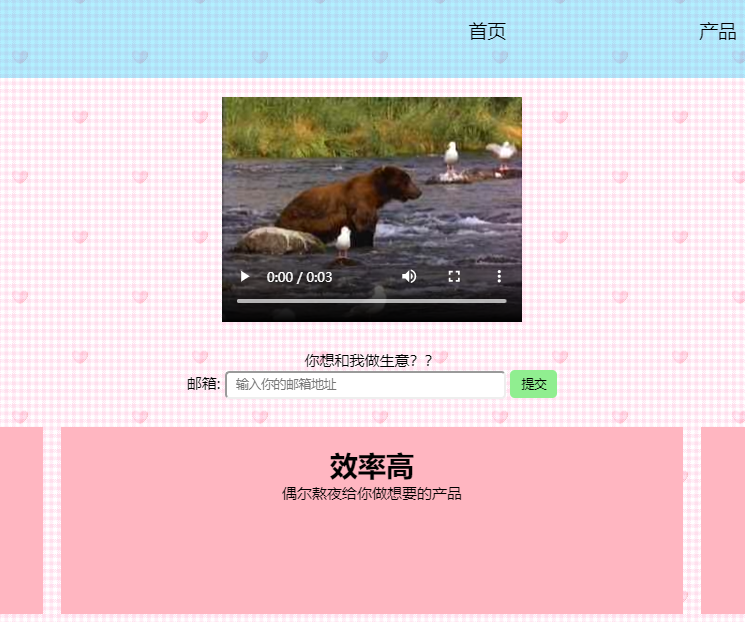 首页 产品
0:00 / 0:03
你想和我做生意？？
邮箱: 输入你的邮箱地址 提交
效率高
偶尔熬夜给你做想要的产品